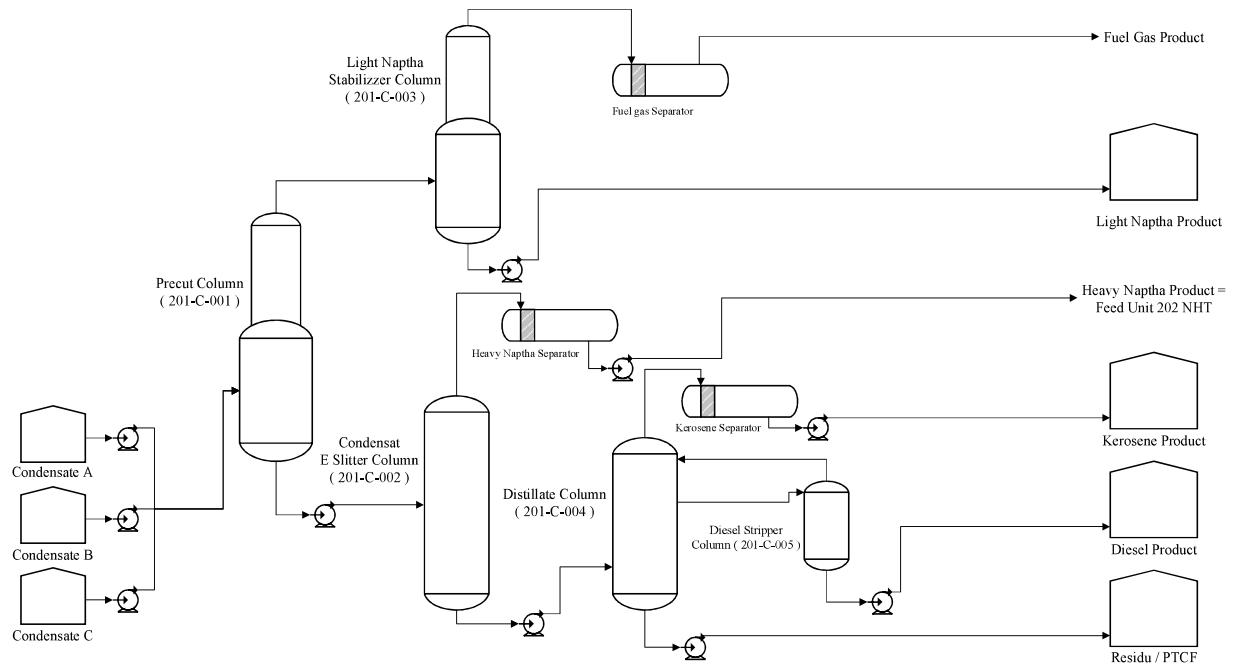 Fuel Gas Product
Light Naptha
Stabilizzer Column
( 201-C-003 )
Fuel gas Separator
Light Naptha Product
Precut Column
( 201-C-001 )
Heavy Naptha Product =
Feed Unit 202 NHT
Heavy Naptha Separator
Kerosene Separator
Kerosene Product
Condensate A
Condensat
E Slitter Column
( 201-C-002 )
Distillate Column
( 201-C-004 )
Diesel Stripper
Column ( 201-C-005 )
Condensate B
Diesel Product
Condensate C
Residu / PTCF